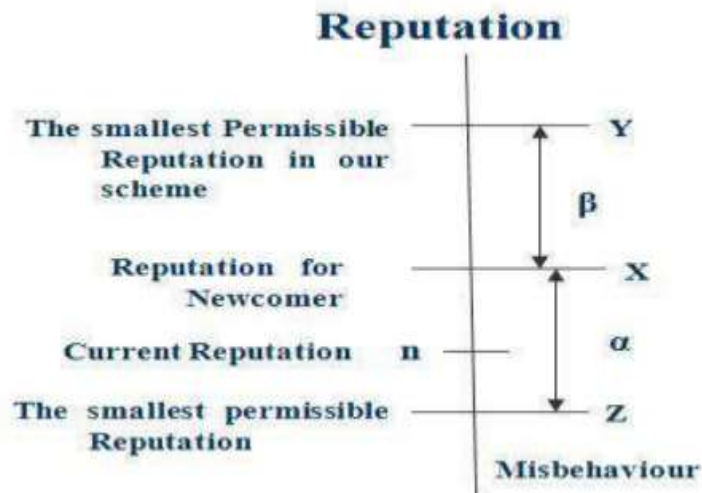 Reputation
The smallest Permissible
Reputation in our
scheme
Y
β
Reputation for
Newcomer
X
Current Reputation n
α
The smallest permissible
Reputation
Z
Misbehaviour